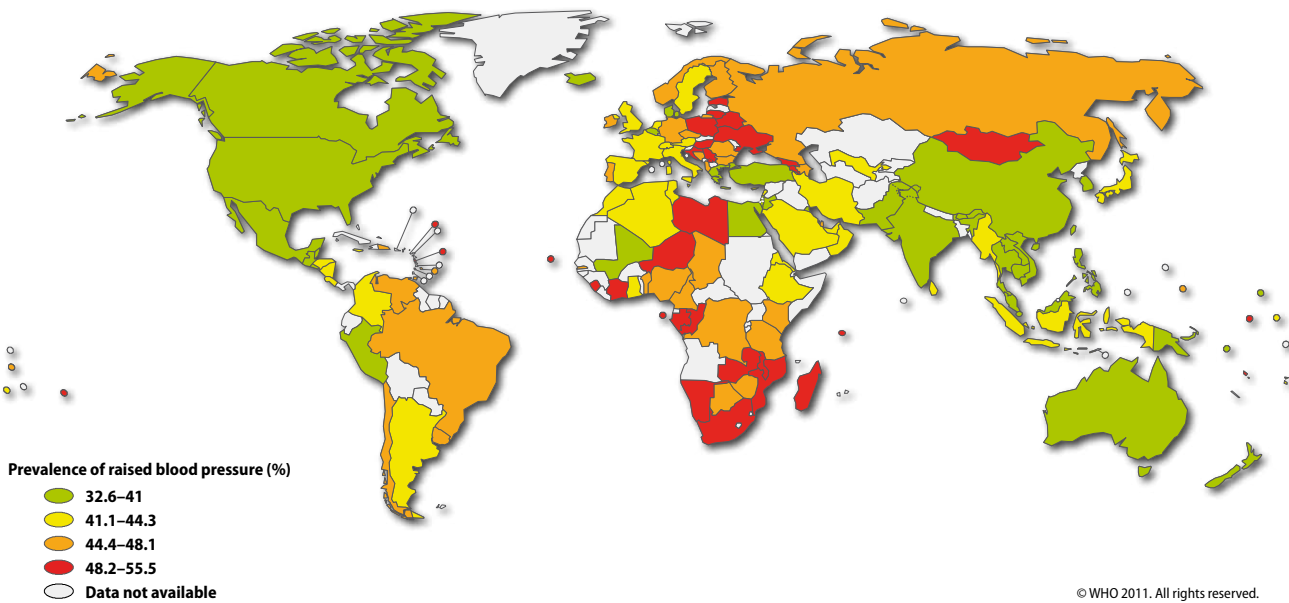 Prevalence of raised blood pressure (%)
32.6–41
41.1–44.3
44.4–48.1
48.2–55.5
Data not available
© WHO 2011. All rights reserved.